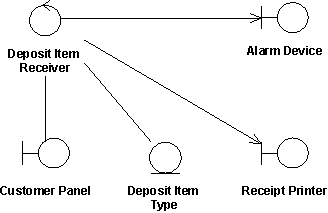 Deposit Item
Receiver
Alarm Device
Customer Panel
Deposit Item
Type
Receipt Printer